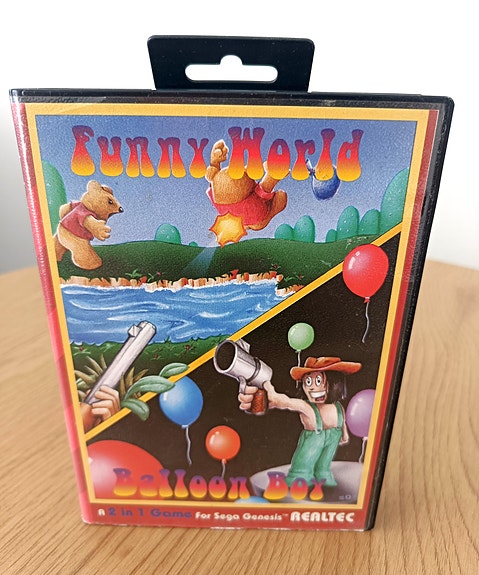 Funny World
Balloon Boy
A 2 in 1 Game For Sega Genesis™ REALTEC